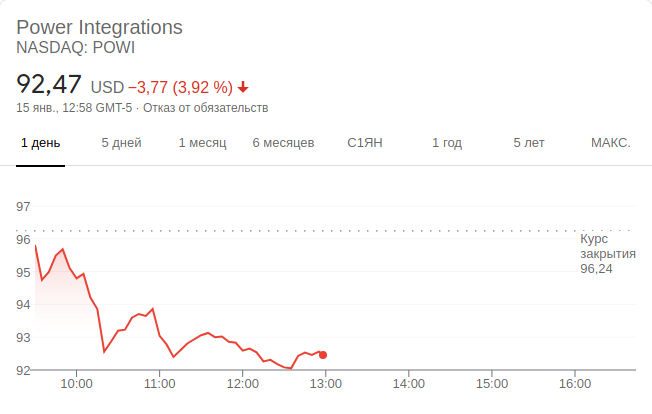 Power Integrations
NASDAQ: POWI
92,47 USD −3,77 (3,92 %)
15 янв., 12:58 GMT-5 · Отказ от обязательств
1 день 5 дней 1 месяц 6 месяцев С1ЯН 1 год 5 лет МАКС.
97
96
95
94
93
92
Курс
закрытия
96,24
10:00 11:00 12:00 13:00 14:00 15:00 16:00